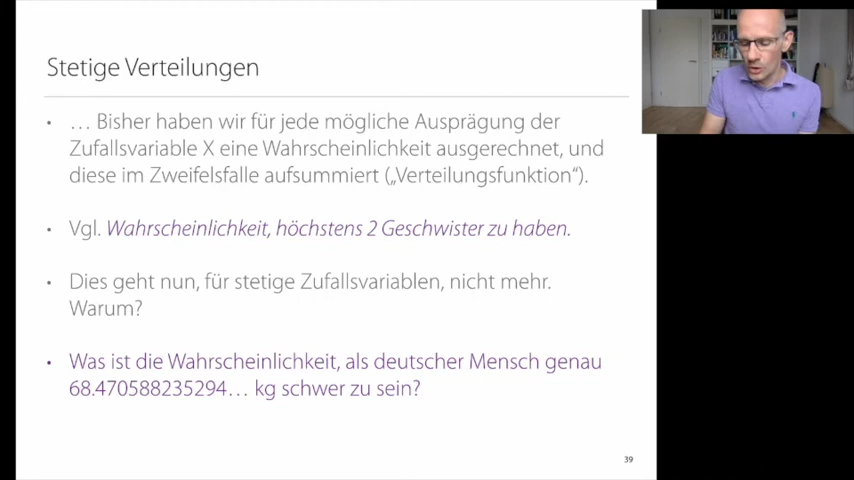 Stetige Verteilungen
• … Bisher haben wir für jede mögliche Ausprägung der
Zufallsvariable X eine Wahrscheinlichkeit ausgerechnet, und
diese im Zweifelsfalle aufsummiert („Verteilungsfunktion“).
• Vgl. Wahrscheinlichkeit, höchstens 2 Geschwister zu haben.
• Dies geht nun, für stetige Zufallsvariablen, nicht mehr.
Warum?
• Was ist die Wahrscheinlichkeit, als deutscher Mensch genau
68.470588235294… kg schwer zu sein?
39